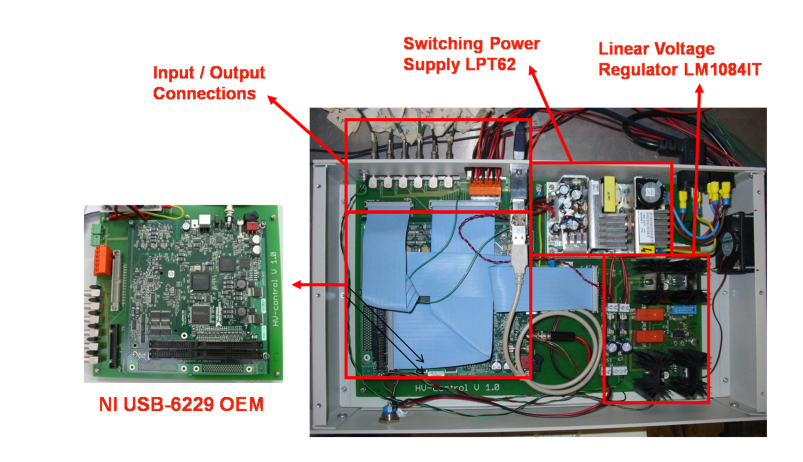 Switching Power
Supply LPT62
Linear Voltage
Regulator LM1084IT
Input / Output
Connections
HV-control V 1.0
HV-control V 1.0
NI USB-6229 OEM